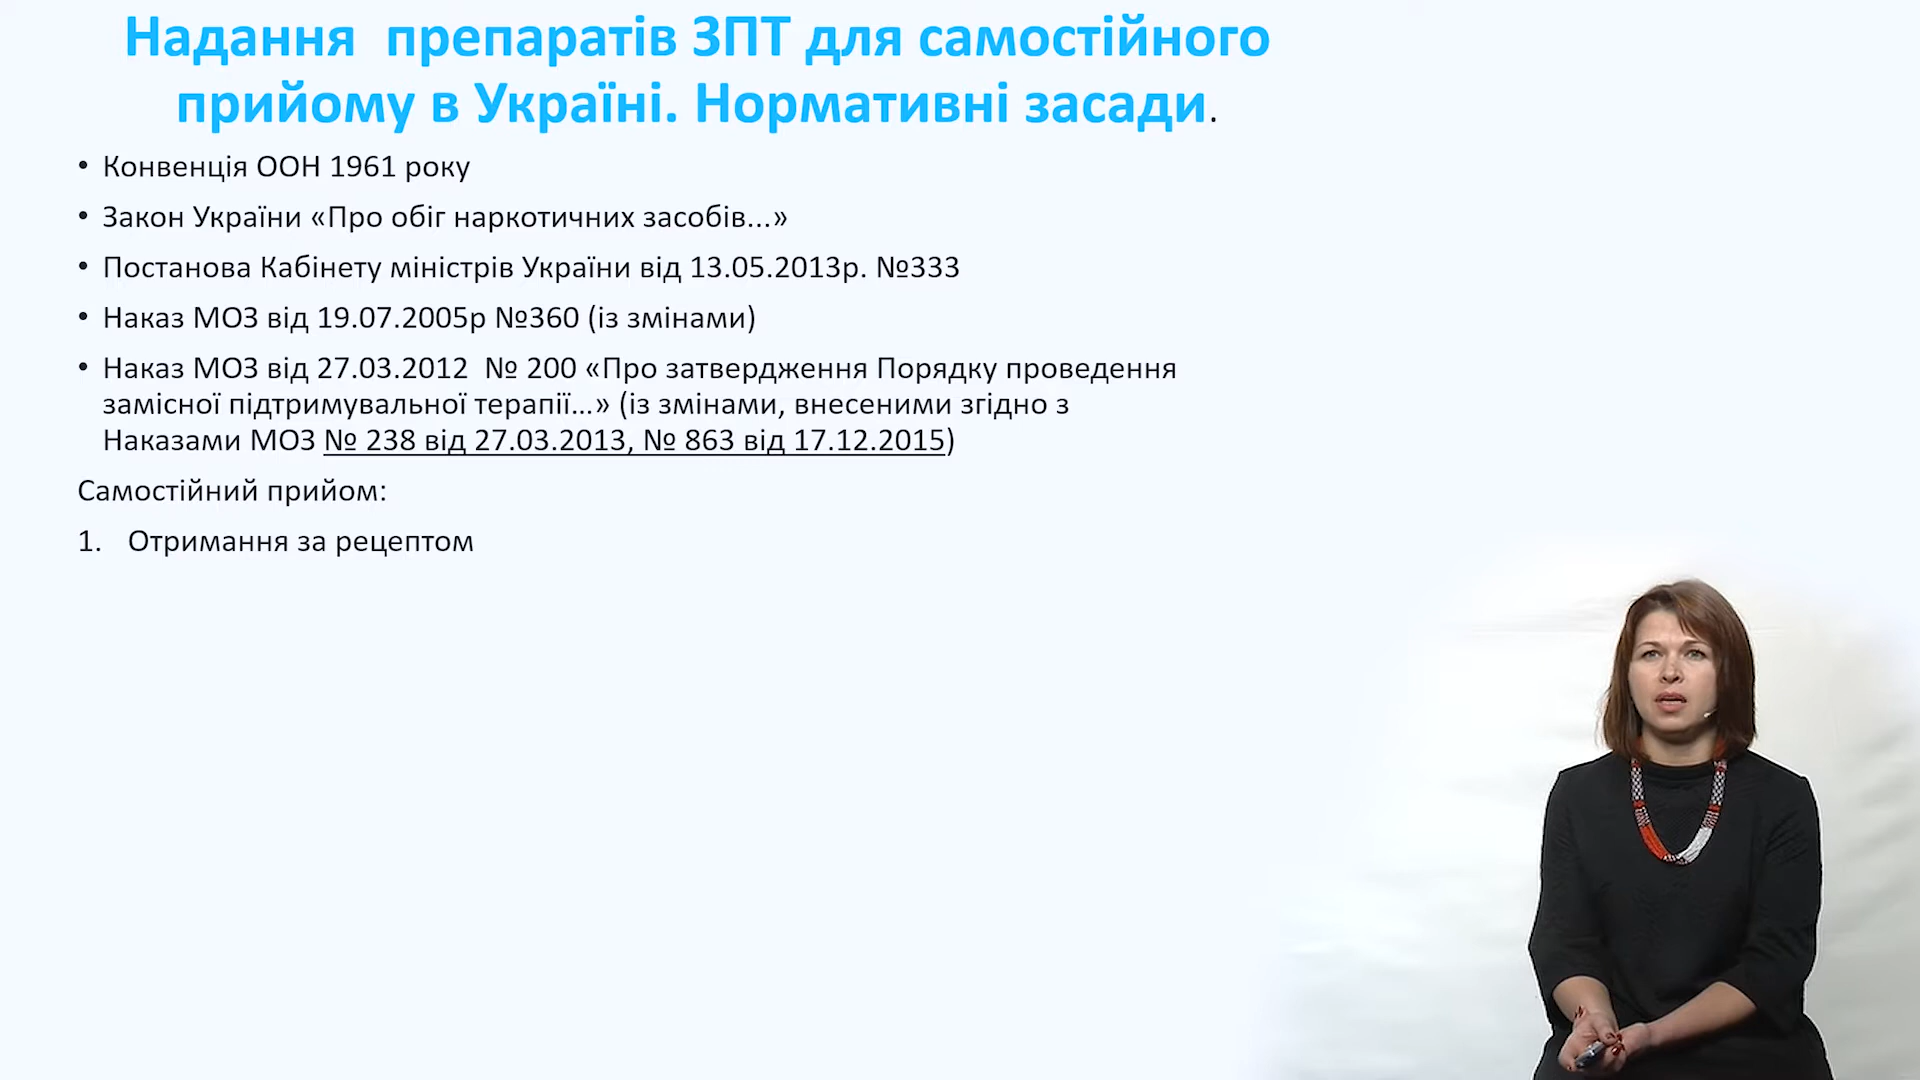 Надання препаратів ЗПТ для самостійного
прийому в Україні. Нормативні засади.
• Конвенція ООН 1961 року
• Закон України «Про обіг наркотичних засобів...»
• Постанова Кабінету міністрів України від 13.05.2013р. №333
• Наказ МОЗ від 19.07.2005р №360 (із змінами)
• Наказ МОЗ від 27.03.2012 № 200 «Про затвердження Порядку проведення
замісної підтримувальної терапії...» (із змінами, внесеними згідно з
Наказами МОЗ № 238 від 27.03.2013, № 863 від 17.12.2015)
Самостійний прийом:
1. Отримання за рецептом